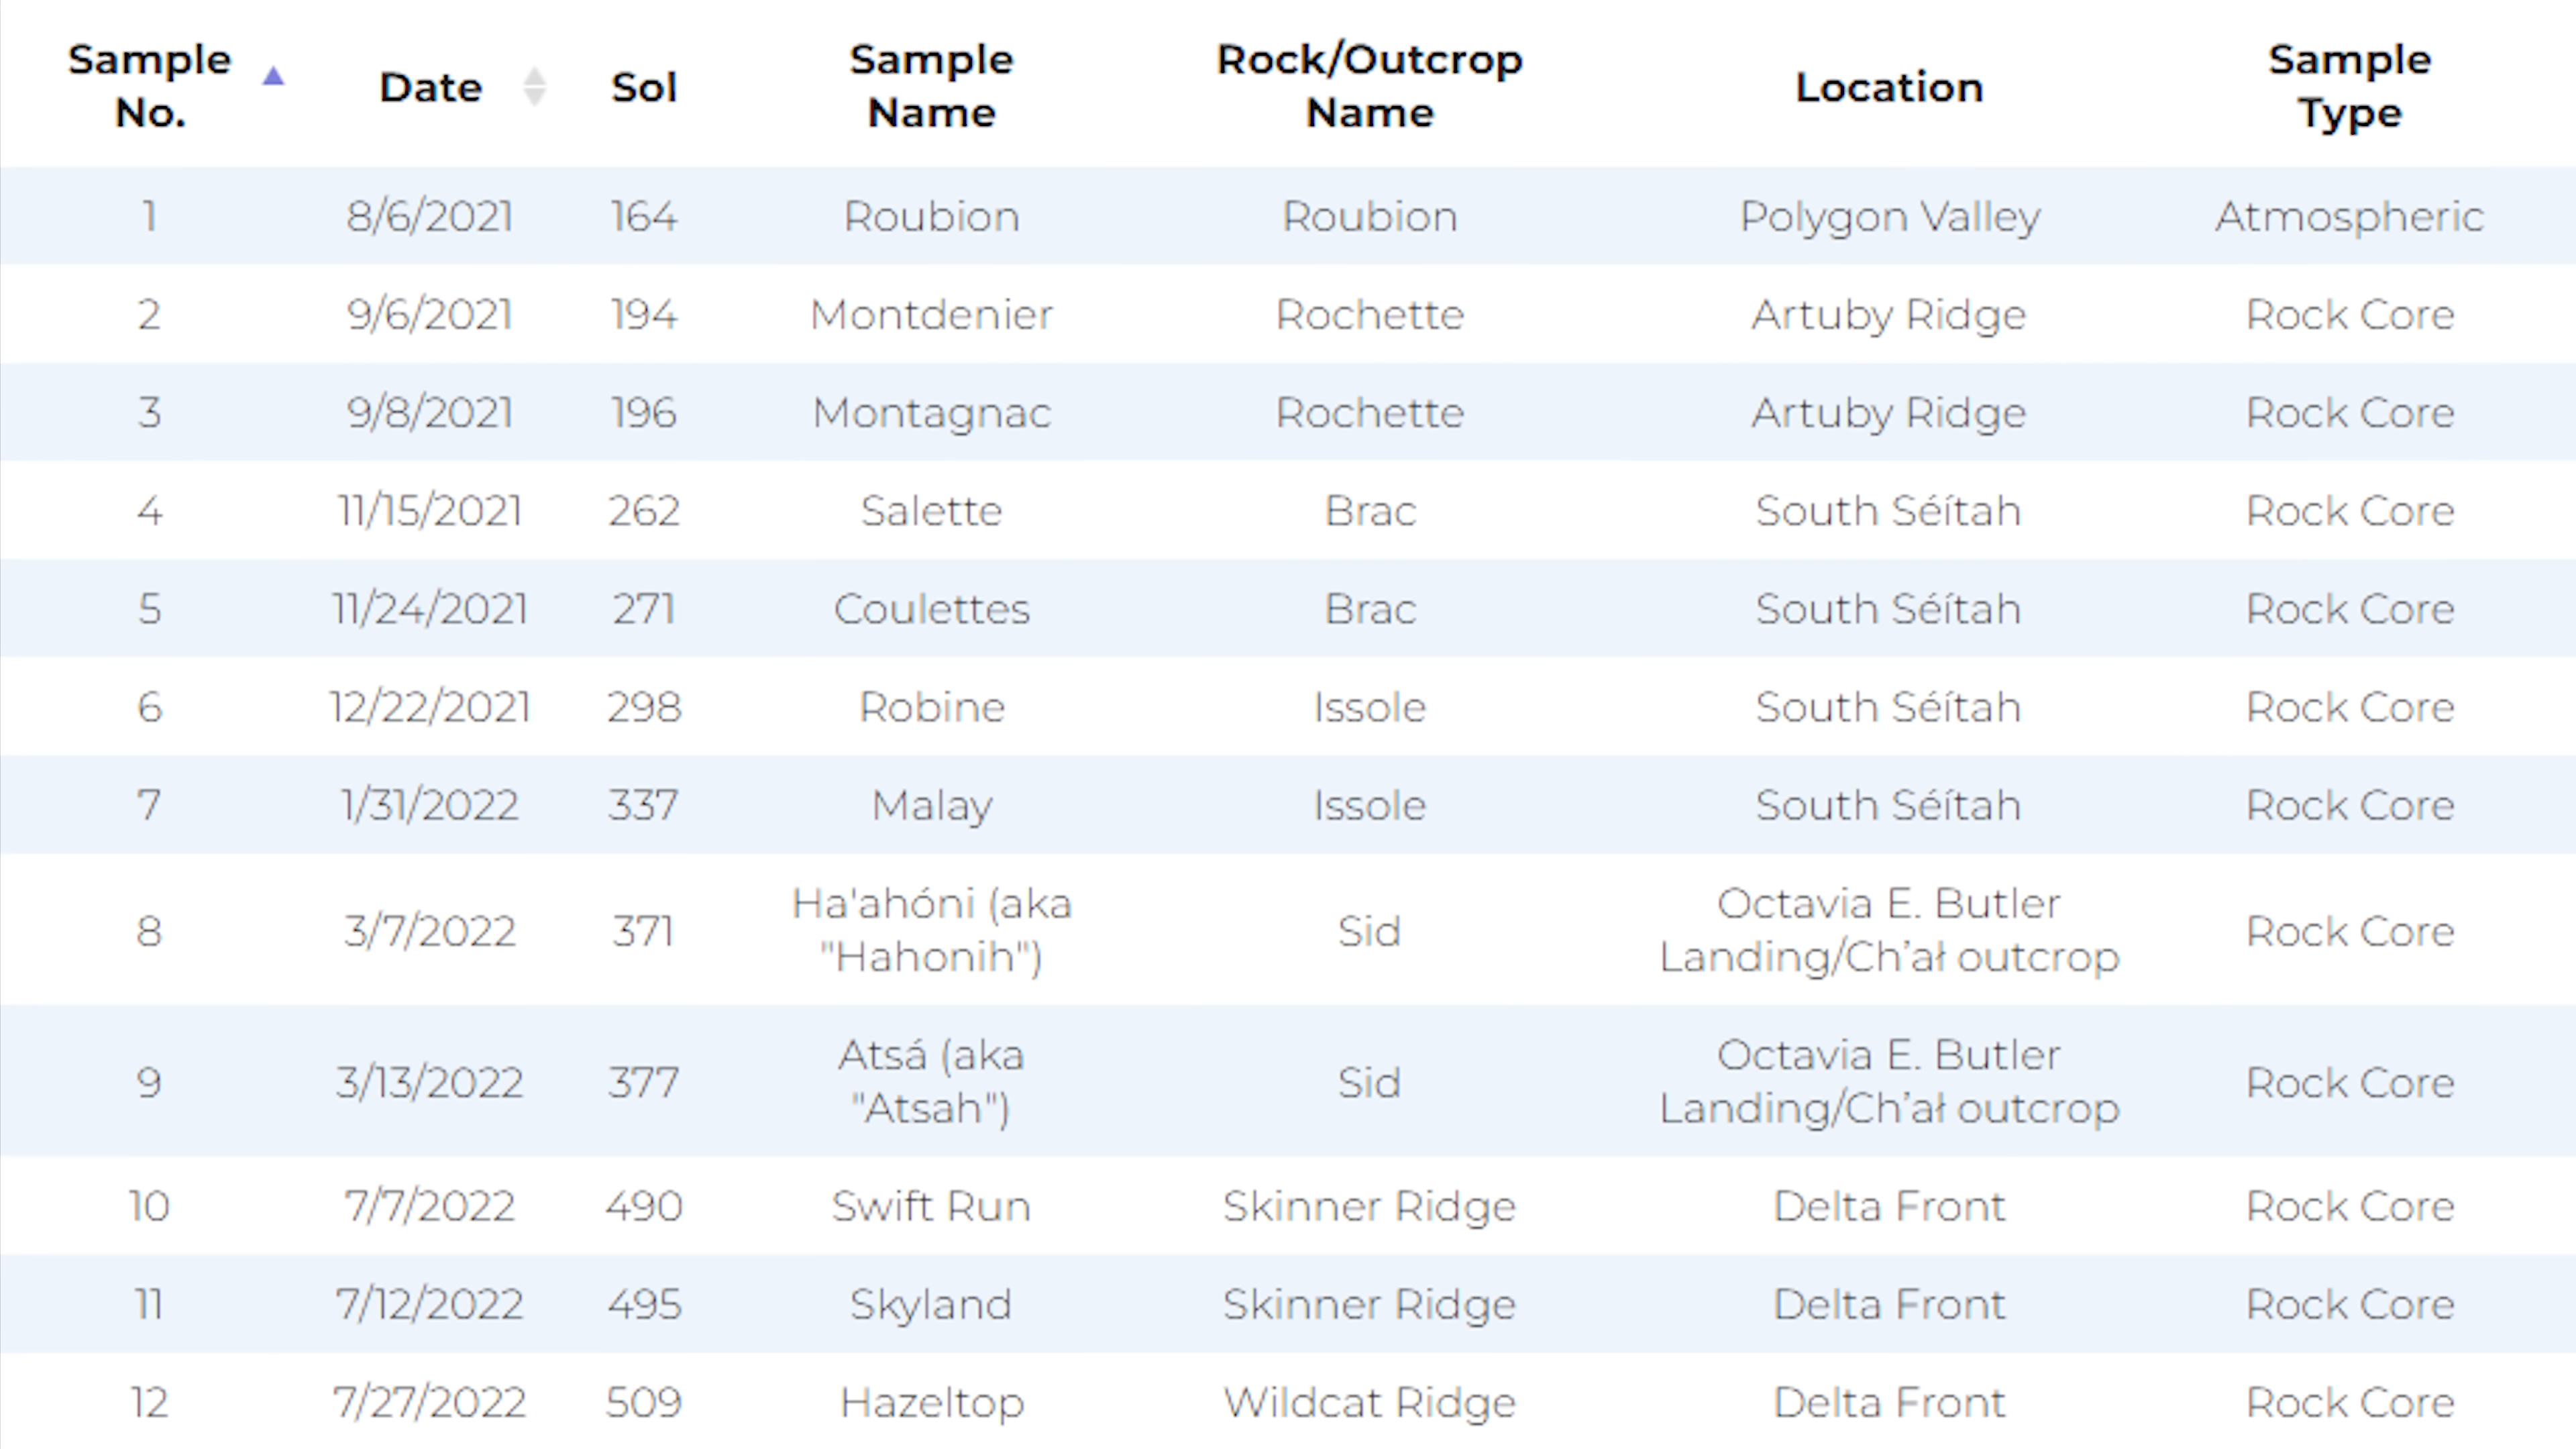 Sample No. Date Sol Sample Name Rock/Outcrop Name Location Sample Type
1 8/6/2021 164 Roubion Roubion Polygon Valley Atmospheric
2 9/6/2021 194 Montdenier Rochette Artuby Ridge Rock Core
3 9/8/2021 196 Montagnac Rochette Artuby Ridge Rock Core
4 11/15/2021 262 Salette Brac South Séítah Rock Core
5 11/24/2021 271 Coulettes Brac South Séítah Rock Core
6 12/22/2021 298 Robine Issole South Séítah Rock Core
7 1/31/2022 337 Malay Issole South Séítah Rock Core
8 3/7/2022 371 Ha'ahóni (aka "Hahonih") Sid Octavia E. Butler Landing/Ch’ał outcrop Rock Core
9 3/13/2022 377 Atsá (aka "Atsah") Sid Octavia E. Butler Landing/Ch’ał outcrop Rock Core
10 7/7/2022 490 Swift Run Skinner Ridge Delta Front Rock Core
11 7/12/2022 495 Skyland Skinner Ridge Delta Front Rock Core
12 7/27/2022 509 Hazeltop Wildcat Ridge Delta Front Rock Core